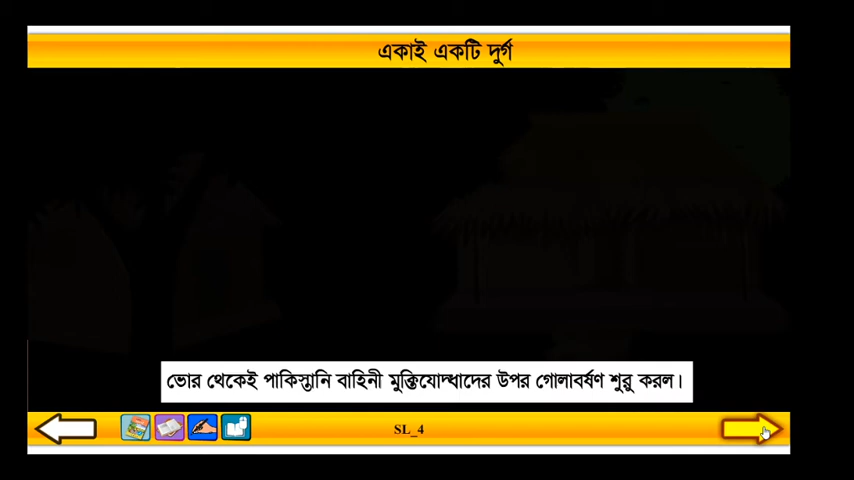 একাই একটি দুর্গ
ভোর থেকেই পাকিস্তানি বাহিনী মুক্তিযোদ্ধাদের উপর গোলাবর্ষণ শুরু করল।
SL_4